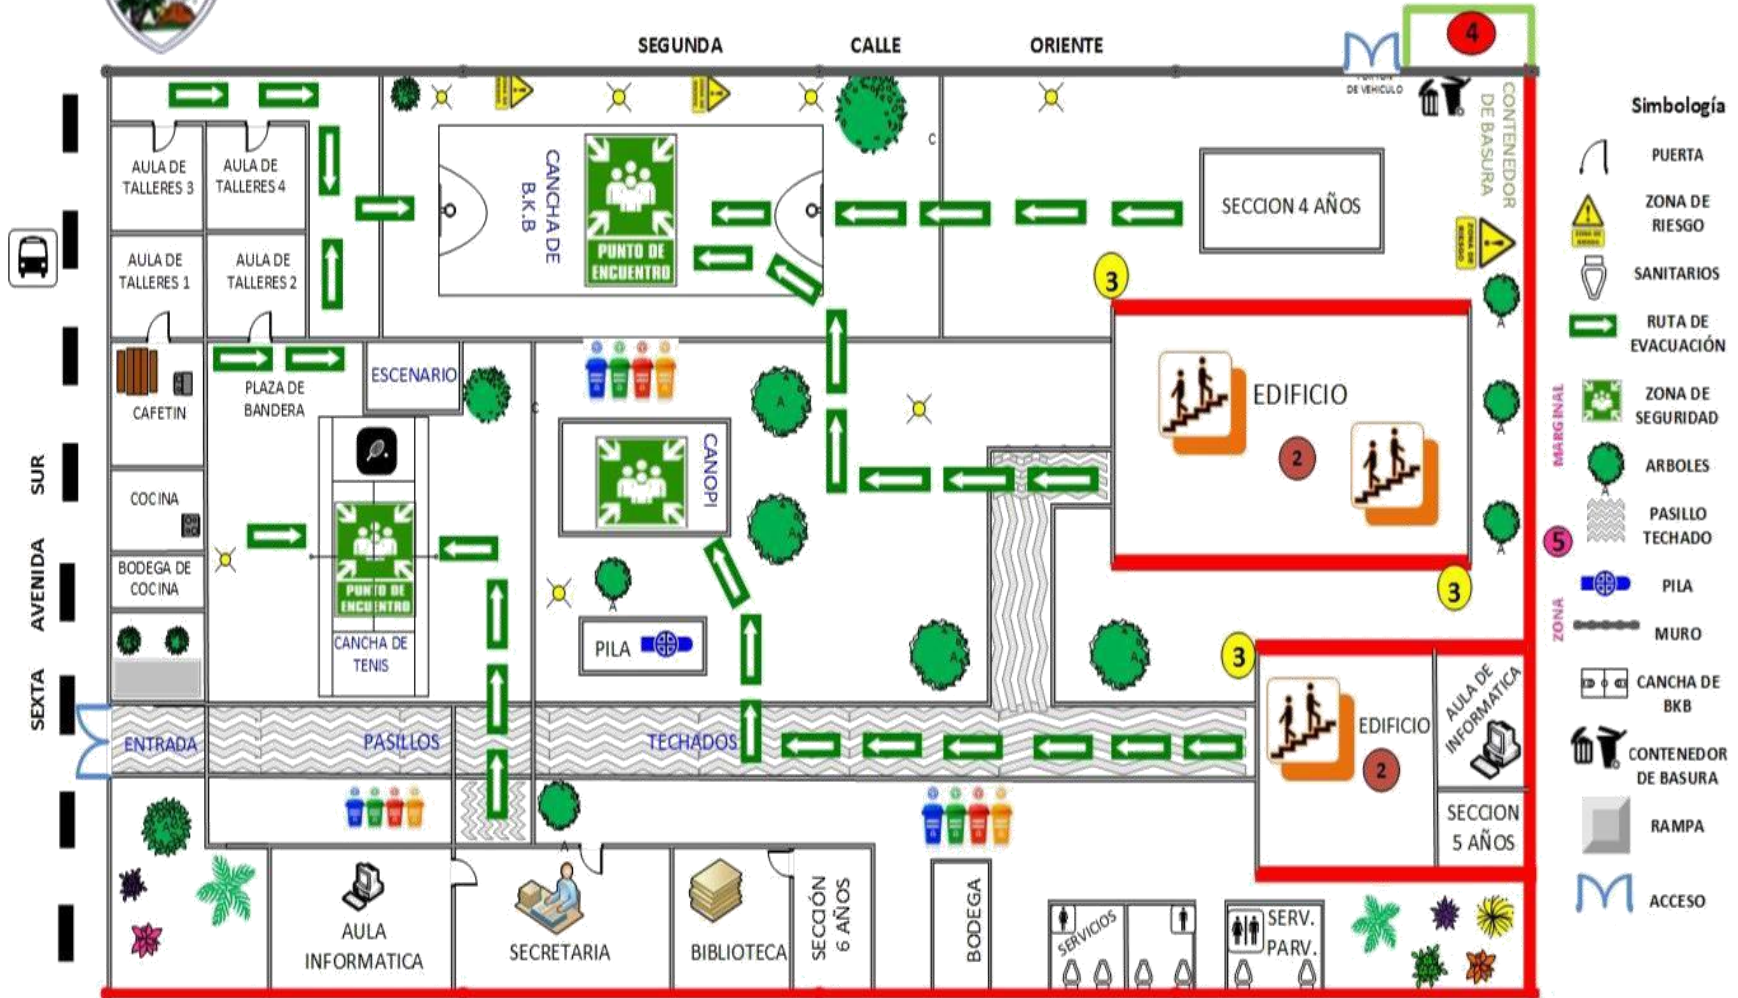 SEGUNDA CALLE ORIENTE
4
DE VEHICULO
CONTENEDOR
DE BASURA
Simbología
PUERTA
ZONA DE
RIESGO
SANITARIOS
RUTA DE
EVACUACIÓN
ZONA DE
SEGURIDAD
ARBOLES
A
PASILLO
TECHADO
PILA
MURO
CANCHA DE
BKB
CONTENEDOR
DE BASURA
RAMPA
ACCESO
SEXTA AVENIDA SUR
ZONA MARGINAL
5
AULA DE
TALLERES 3
AULA DE
TALLERES 4
AULA DE
TALLERES 1
AULA DE
TALLERES 2
CANCHA DE
B.K.B
PUNTO DE
ENCUENTRO
C
SECCION 4 AÑOS
ZONA DE
RIESGO
A
A
A
3
EDIFICIO
2
3
CAFETIN
PLAZA DE
BANDERA
ESCENARIO
C
CANOPI
A
A
COCINA
BODEGA DE
COCINA
PUNTO DE
ENCUENTRO
CANCHA DE
TENIS
A
PILA
A
A
3
ENTRADA
PASILLOS
TECHADOS
EDIFICIO
2
AULA DE
INFORMATICA
SECCION
5 AÑOS
A
AULA
INFORMATICA
SECRETARIA
BIBLIOTECA
SECCIÓN
6 AÑOS
BODEGA
SERVICIOS
SERV.
PARV.